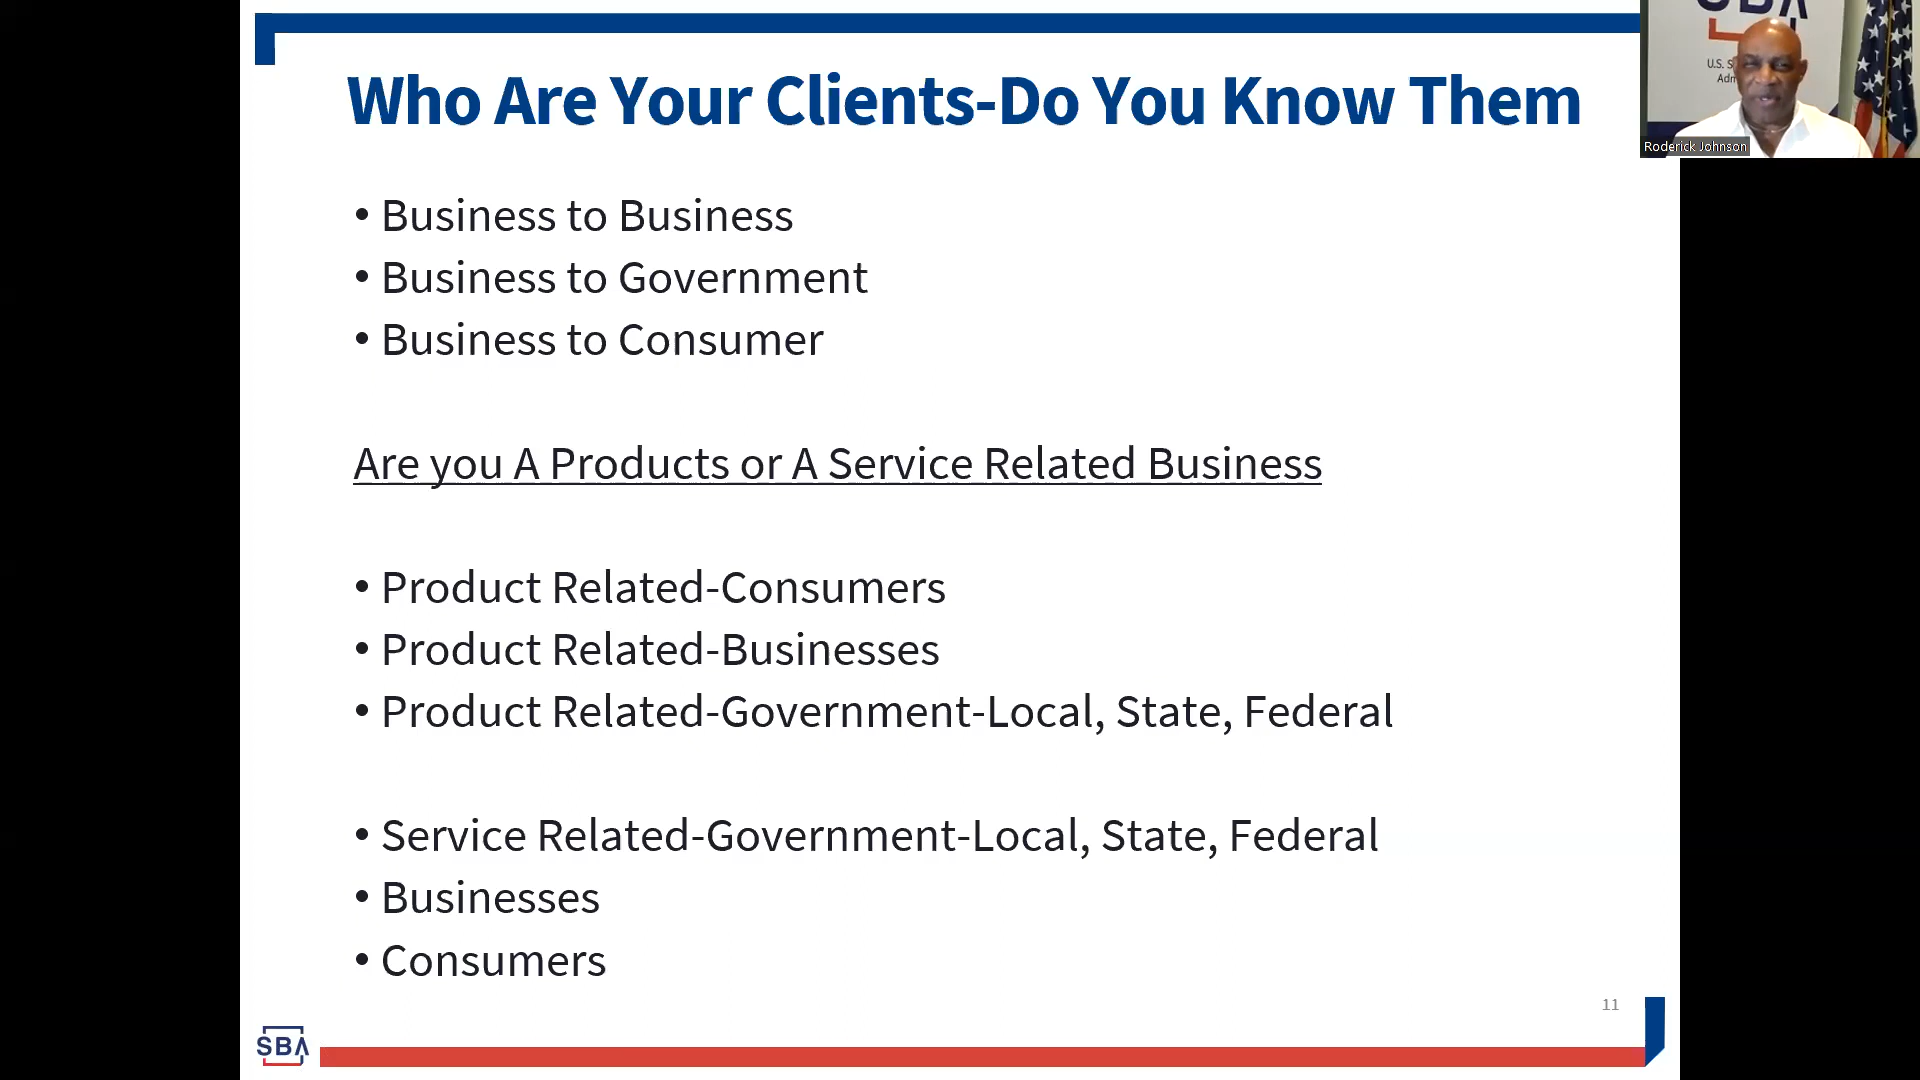 Who Are Your Clients-Do You Know Them
• Business to Business
• Business to Government
• Business to Consumer
Are you A Products or A Service Related Business
• Product Related-Consumers
• Product Related-Businesses
• Product Related-Government-Local, State, Federal
• Service Related-Government-Local, State, Federal
• Businesses
• Consumers
11
SBA
SBA
U.S. S
Adm
Roderick Johnson